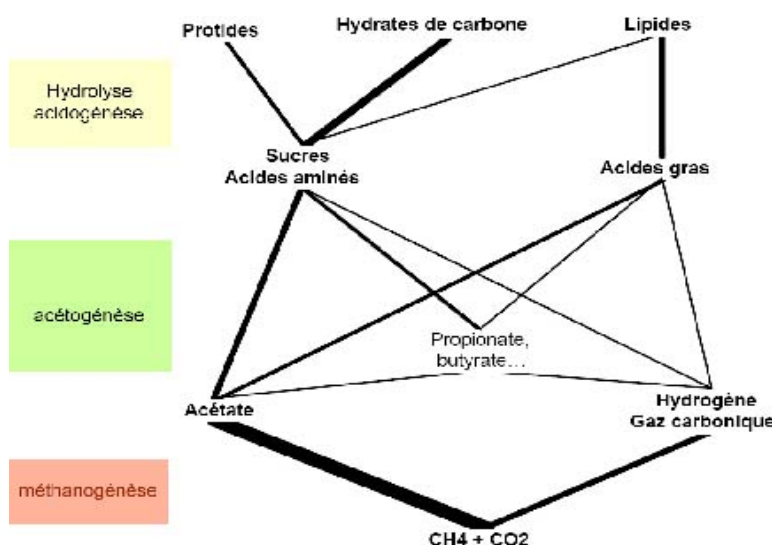 Protides
Hydrates de carbone
Lipides
Hydrolyse
acidogénèse
Sucres
Acides aminés
Acides gras
acétogénèse
Propionate,
butyrate…
Acétate
Hydrogène
Gaz carbonique
méthanogénèse
CH4 + CO2